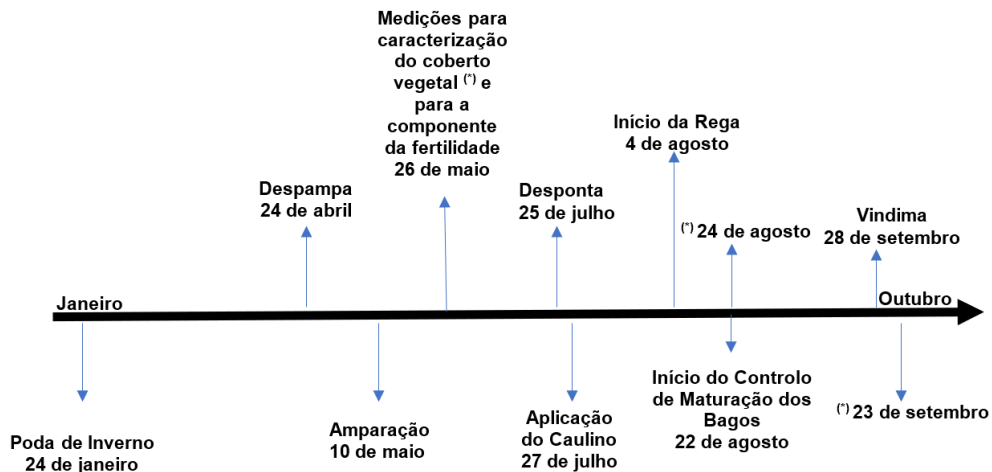 Medições para
caracterização
do coberto
vegetal (*) e
para a
componente
da fertilidade
26 de maio
Início da Rega
4 de agosto
Despampa
24 de abril
Desponta
25 de julho
(*) 24 de agosto
Vindima
28 de setembro
Janeiro
Outubro
Poda de Inverno
24 de janeiro
Amparação
10 de maio
Aplicação
do Caulino
27 de julho
Início do Controlo
de Maturação dos
Bagos
22 de agosto
(*) 23 de setembro